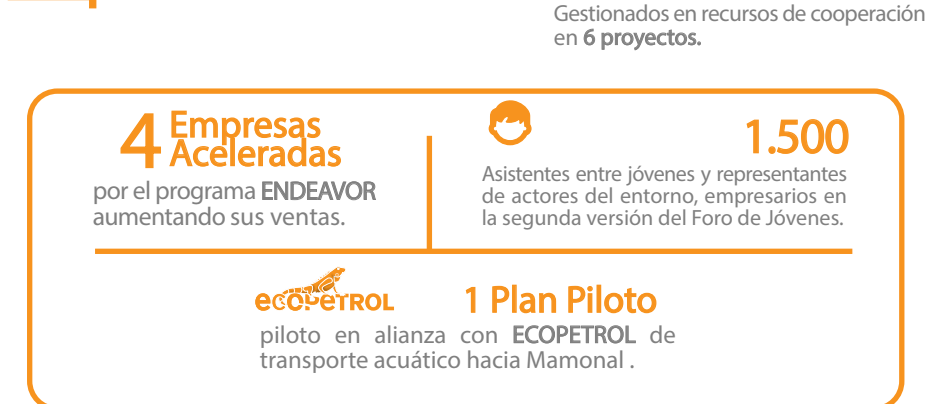 Gestionados en recursos de cooperación
en 6 proyectos.
4 Empresas
Aceleradas
por el programa ENDEAVOR
aumentando sus ventas.
1.500
Asistentes entre jóvenes y representantes
de actores del entorno, empresarios en
la segunda versión del Foro de Jóvenes.
ecopetrol
1 Plan Piloto
piloto en alianza con ECOPETROL de
transporte acuático hacia Mamonal .